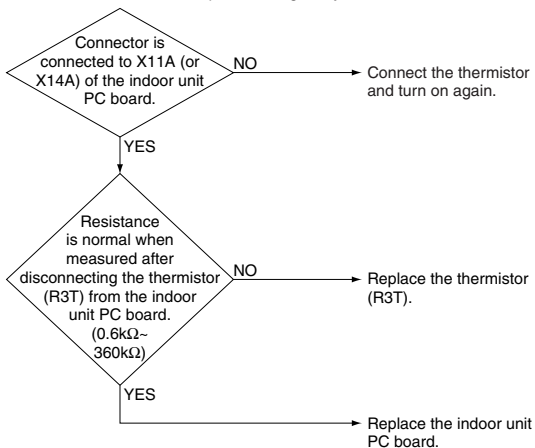 Connector is
connected to X11A (or
X14A) of the indoor unit
PC board.
NO
Connect the thermistor
and turn on again.
YES
Resistance
is normal when
measured after
disconnecting the thermistor
(R3T) from the indoor
unit PC board.
(0.6kΩ~
360kΩ)
NO
Replace the thermistor
(R3T).
YES
Replace the indoor unit
PC board.